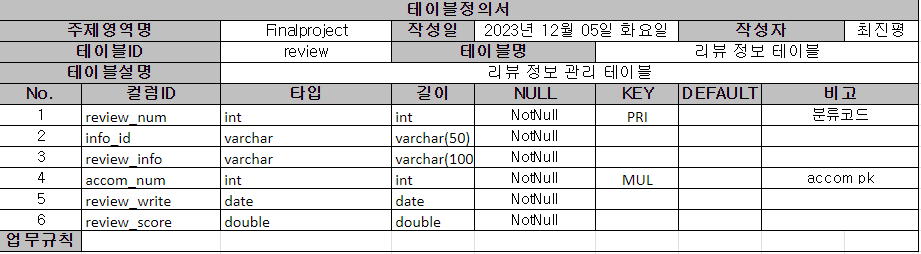 테이블정의서
주제영역명 Finalproject 작성일 2023년 12월 05일 화요일 작성자 최진평
테이블ID review 테이블명 리뷰 정보 테이블
테이블설명 리뷰 정보 관리 테이블
No. 컬럼ID 타입 길이 NULL KEY DEFAULT 비고
1 review_num int int NotNull PRI 분류코드
2 info_id varchar varchar(50) NotNull
3 review_info varchar varchar(100 NotNull
4 accom_num int int NotNull MUL accom pk
5 review_write date date NotNull
6 review_score double double NotNull
업무규칙